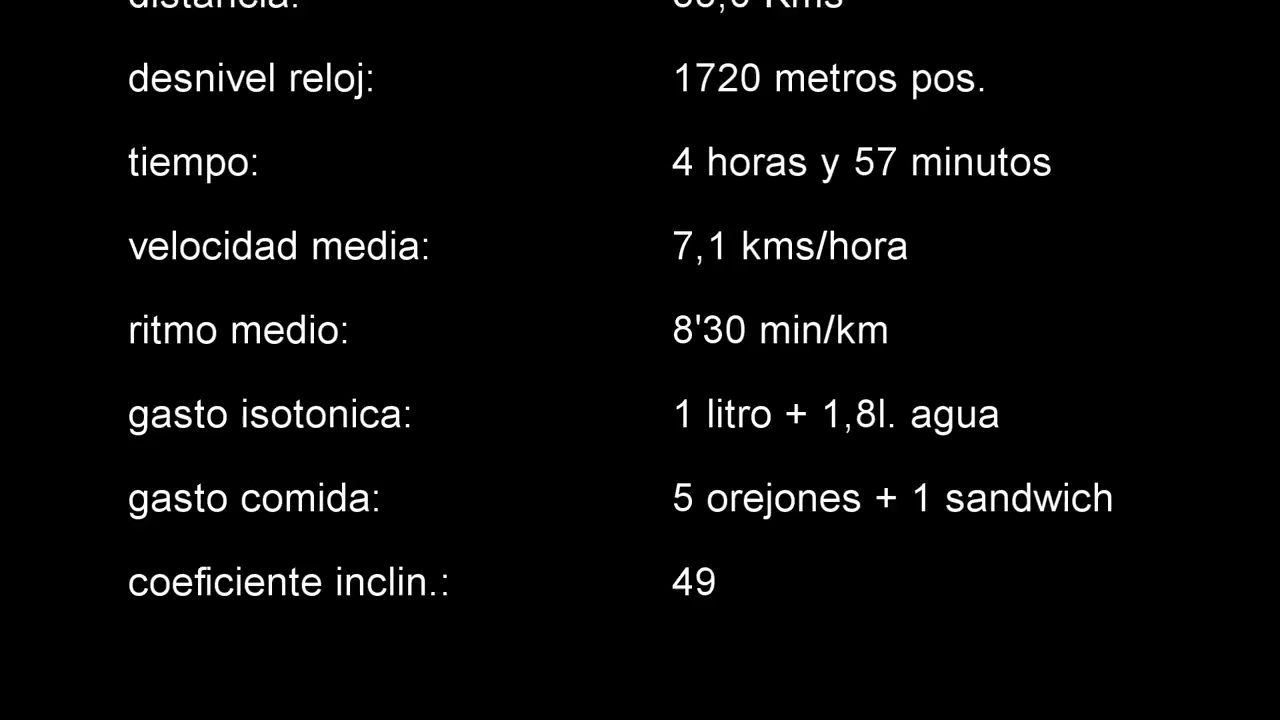 distancia: Kms
desnivel reloj: 1720 metros pos.
tiempo: 4 horas y 57 minutos
velocidad media: 7,1 kms/hora
ritmo medio: 8'30 min/km
gasto isotonica: 1 litro + 1,8l. agua
gasto comida: 5 orejones + 1 sandwich
coeficiente inclin.: 49